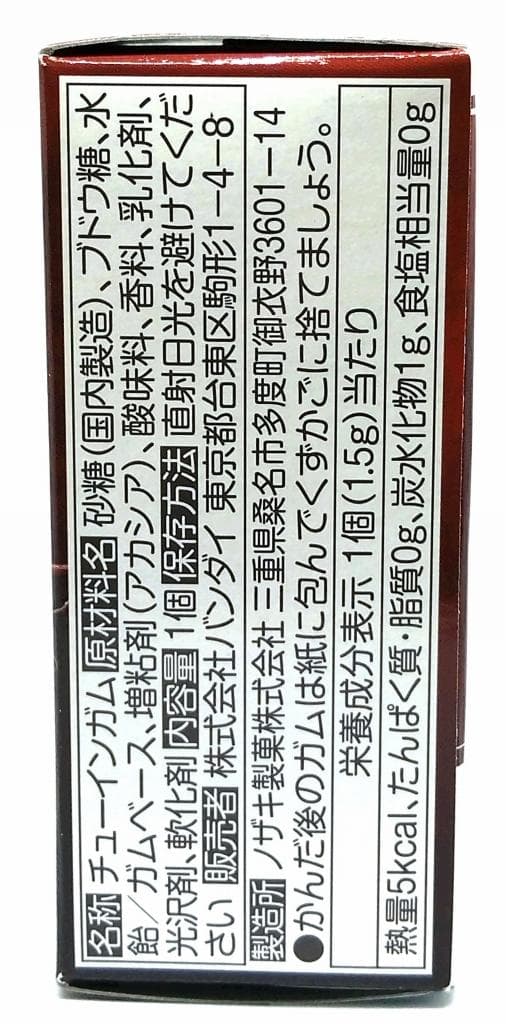 名称 チューインガム 原材料名 砂糖(国内製造)、ブドウ糖、水
飴/ガムベース、増粘剤(アカシア)、酸味料、香料、乳化剤、
光沢剤、軟化剤 内容量 1個 保存方法 直射日光を避けてくだ
さい 販売者 株式会社バンダイ 東京都台東区駒形1-4-8
製造所 ノザキ製菓株式会社 三重県桑名市多度町御衣野3601-14
●かんだ後のガムは紙に包んでくずかごに捨てましょう。
栄養成分表示 1個(1.5g)当たり
熱量5kcal、たんぱく質・脂質0g、炭水化物1g、食塩相当量0g